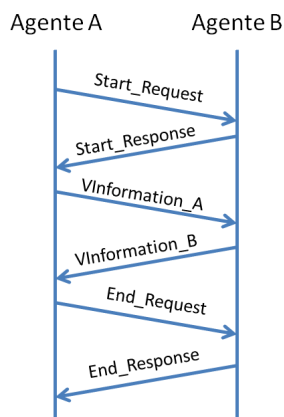 Agente A
Agente B
Start_Request
Start_Response
VInformation_A
VInformation_B
End_Request
End_Response